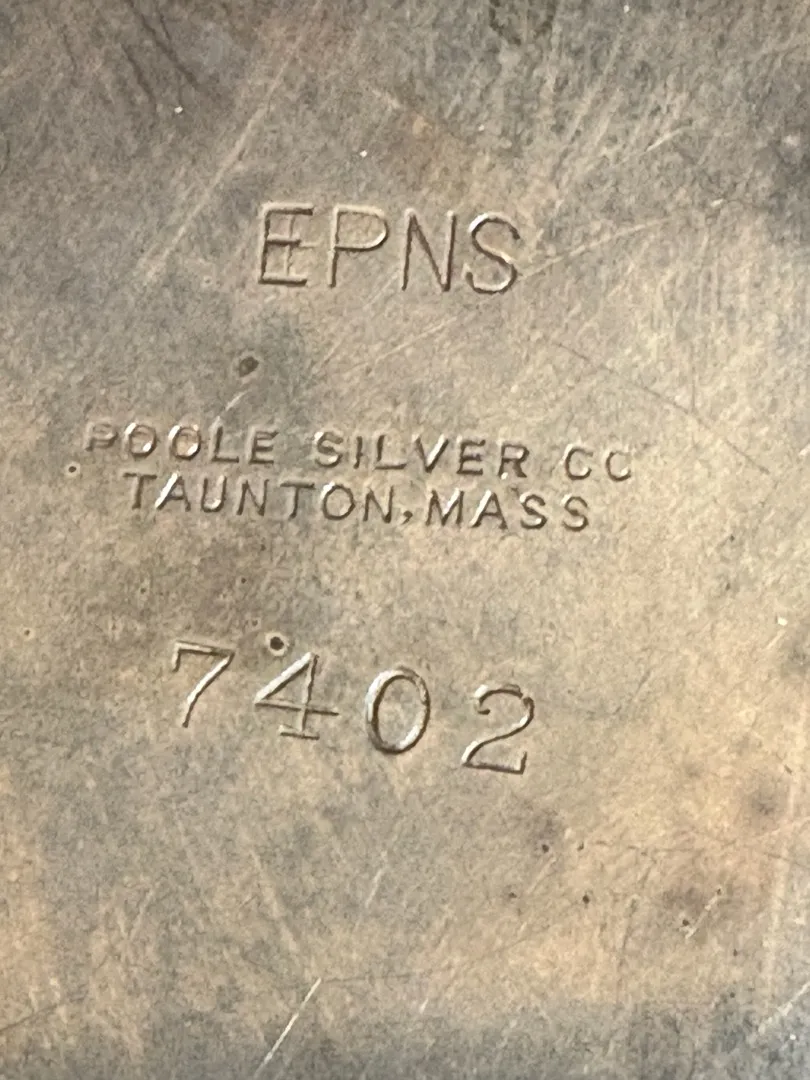 EPNS
POOLE SILVER CO
TAUNTON, MASS
7402